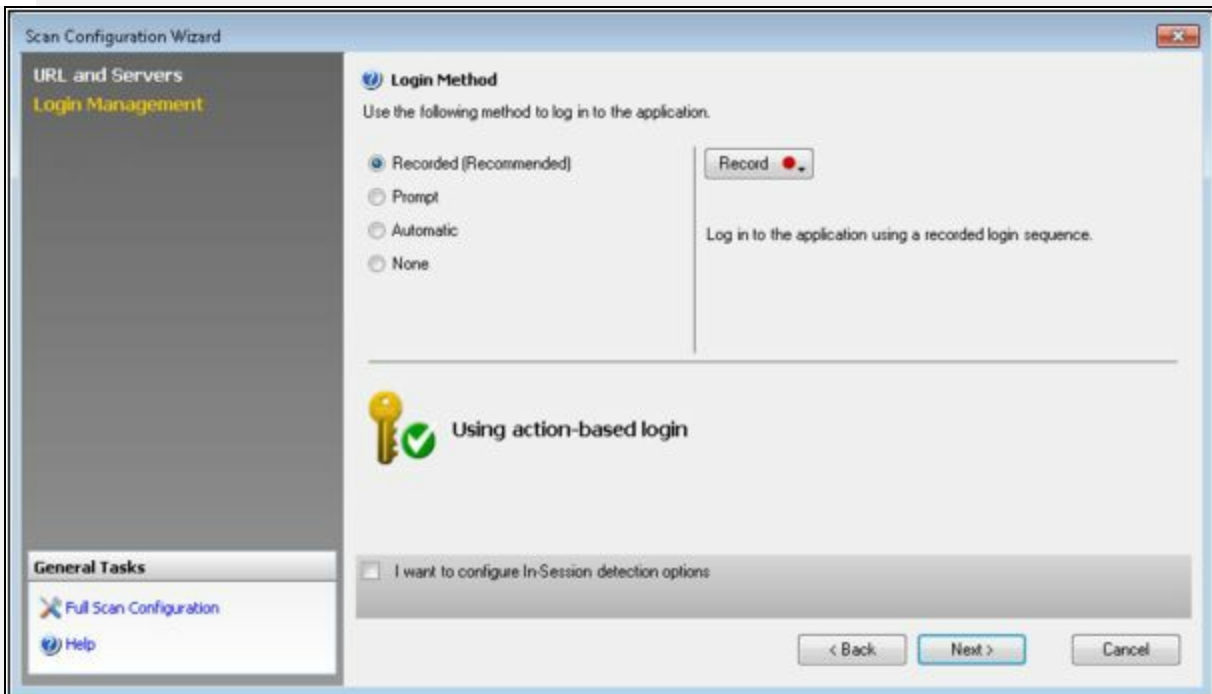 Scan Configuration Wizard
URL and Servers
Login Management
Login Method
Use the following method to log in to the application.
Recorded (Recommended)
Prompt
Automatic
None
Record
Log in to the application using a recorded login sequence.
Using action-based login
I want to configure In-Session detection options
General Tasks
Full Scan Configuration
Help
< Back
Next >
Cancel